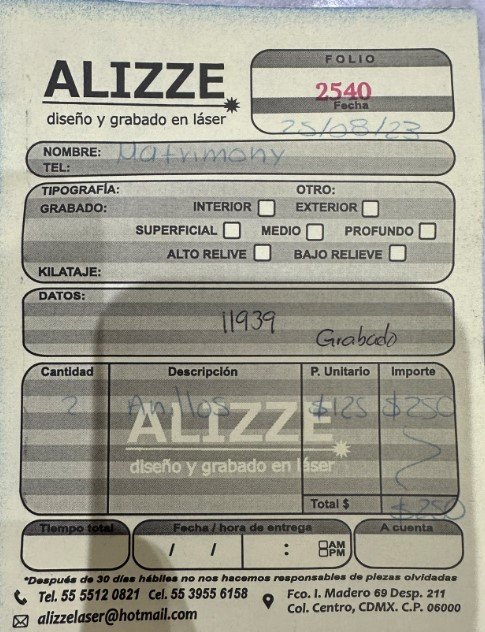 ALIZZE
diseño y grabado en láser
FOLIO
2540
Fecha
25/08/23
NOMBRE: Matrimony
TEL:
TIPOGRAFÍA: OTRO:
GRABADO: INTERIOR EXTERIOR
SUPERFICIAL MEDIO PROFUNDO
ALTO RELIVE BAJO RELIEVE
KILATAJE:
DATOS:
11939
Grabado
Cantidad Descripción P. Unitario Importe
2 Anillos $125 $250
ALIZZE
diseño y grabado en láser
Total $ $250
Tiempo total Fecha / hora de entrega A cuenta
/ / : AM
PM
*Después de 30 días hábiles no nos hacemos responsables de piezas olvidadas
Tel. 55 5512 0821 Cel. 55 3955 6158
alizzelaser@hotmail.com
Fco. I. Madero 69 Desp. 211
Col. Centro, CDMX. C.P. 06000